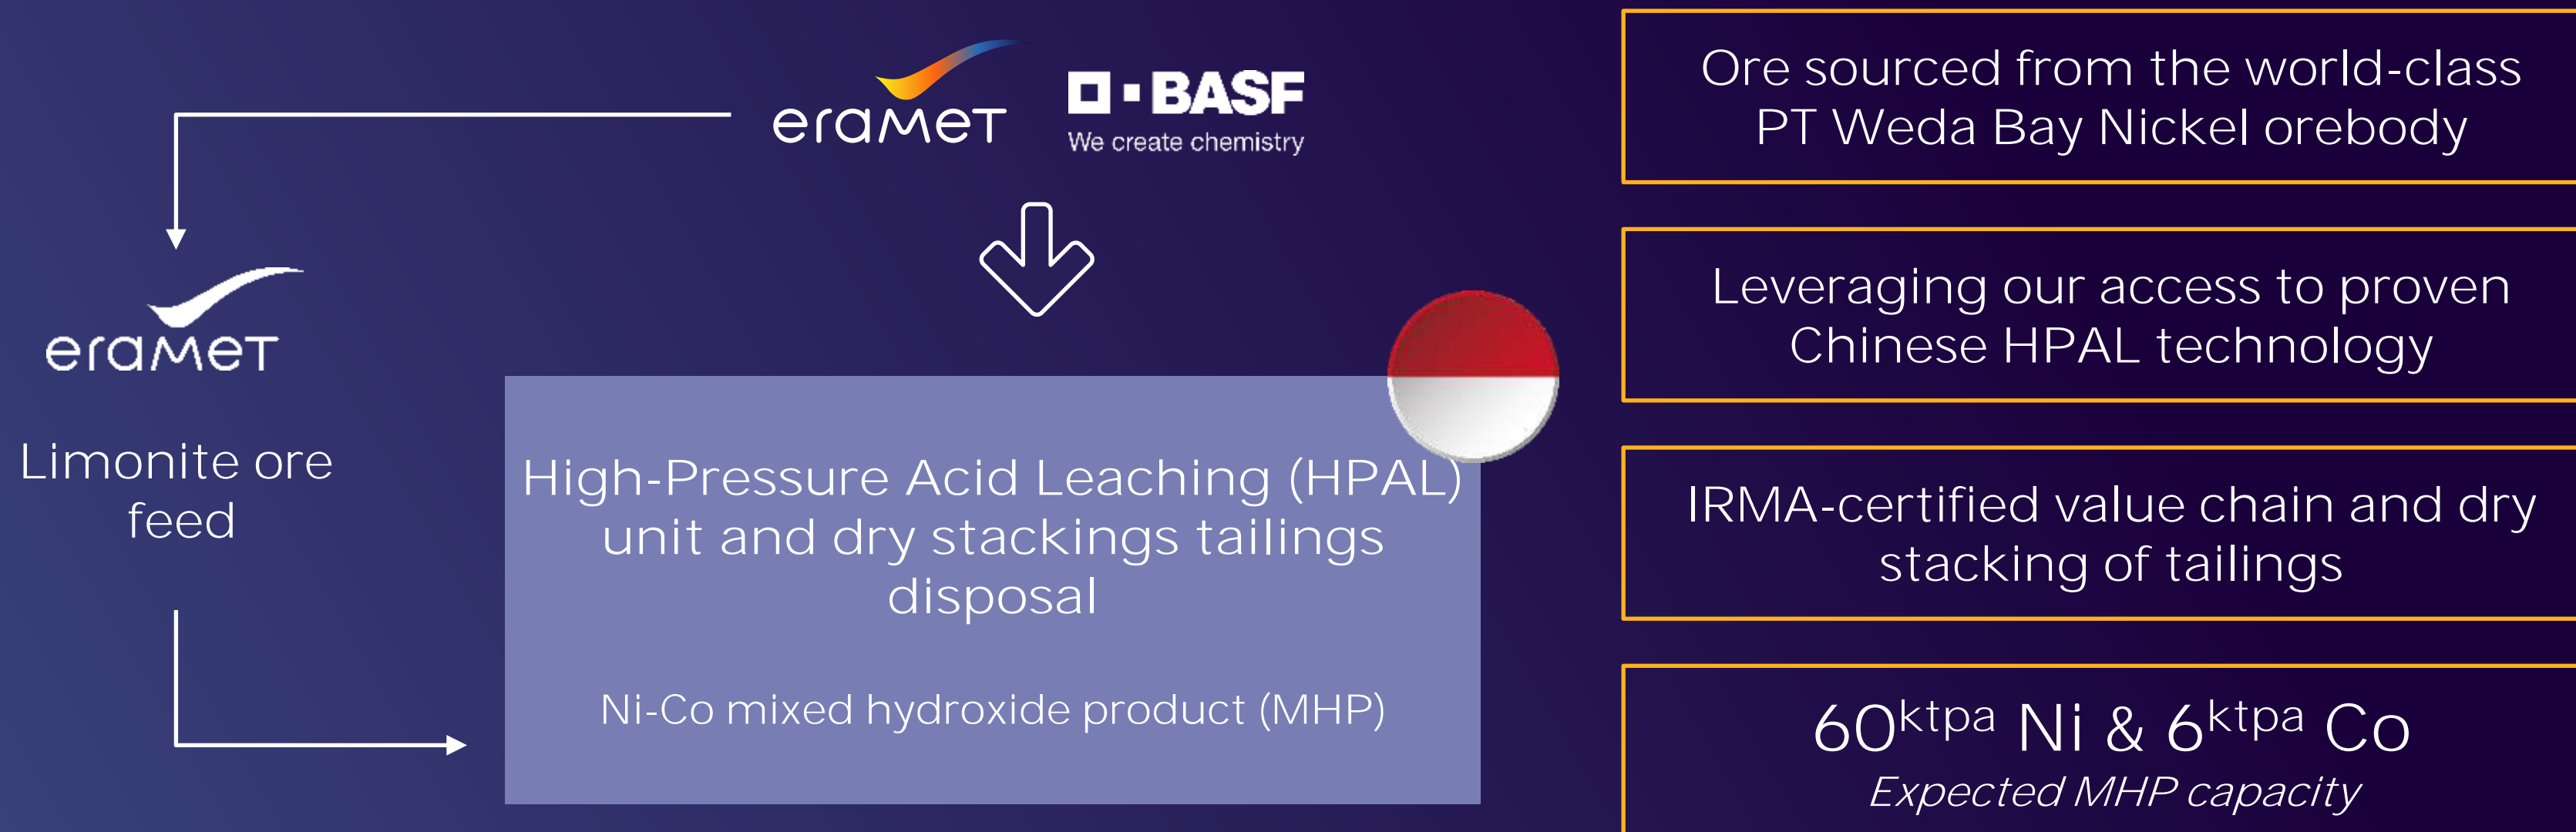 eramet
BASF
We create chemistry
eramet
Limonite ore
feed
High-Pressure Acid Leaching (HPAL)
unit and dry stackings tailings
disposal
Ni-Co mixed hydroxide product (MHP)
Ore sourced from the world-class
PT Weda Bay Nickel orebody
Leveraging our access to proven
Chinese HPAL technology
IRMA-certified value chain and dry
stacking of tailings
60ktpa Ni & 6ktpa Co
Expected MHP capacity